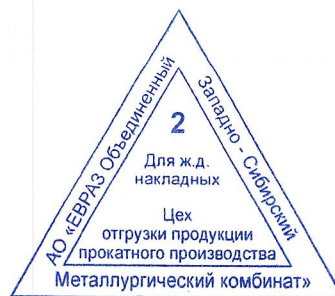 АО «ЕВРАЗ Объединенный
Западно - Сибирский
Металлургический комбинат»
2
Для ж.д.
накладных
Цех
отгрузки продукции
прокатного производства